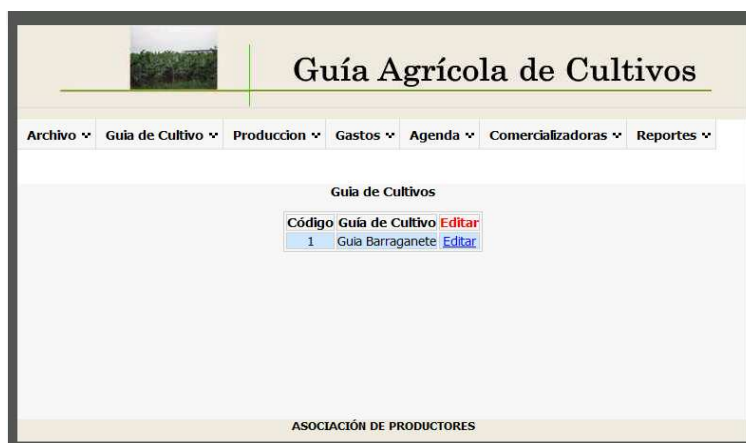 Guía Agrícola de Cultivos
Archivo Guia de Cultivo Produccion Gastos Agenda Comercializadoras Reportes
Guia de Cultivos
Código Guía de Cultivo Editar
1 Guia Barraganete Editar
ASOCIACIÓN DE PRODUCTORES